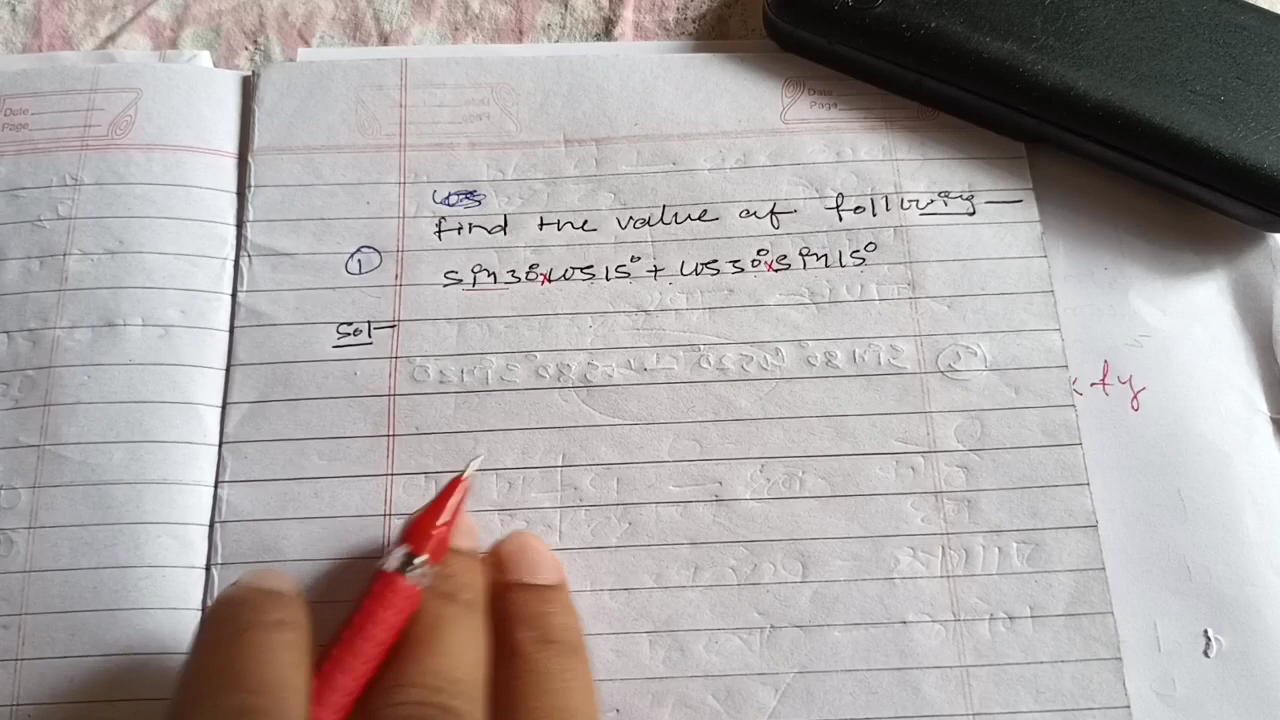 Date
Page
Date
Page
find the value of following—
① sin30°×cos15° + cos30°×sin15°
Sol—